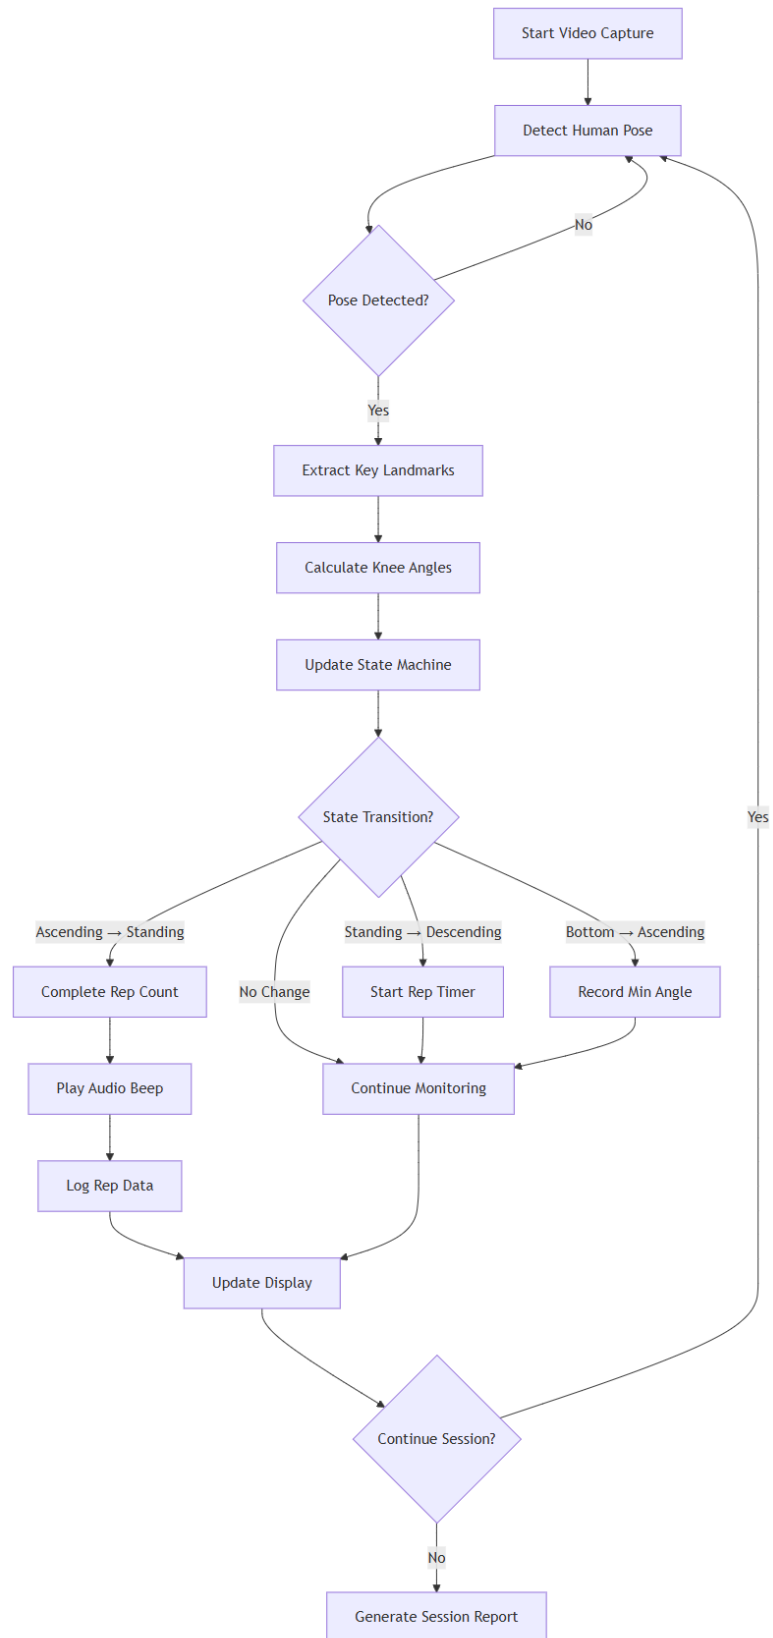 Start Video Capture
Detect Human Pose
No
Pose Detected?
Yes
Extract Key Landmarks
Calculate Knee Angles
Update State Machine
State Transition?
Yes
Ascending → Standing
Standing → Descending
Bottom → Ascending
Complete Rep Count
No Change
Start Rep Timer
Record Min Angle
Play Audio Beep
Continue Monitoring
Log Rep Data
Update Display
Continue Session?
No
Generate Session Report